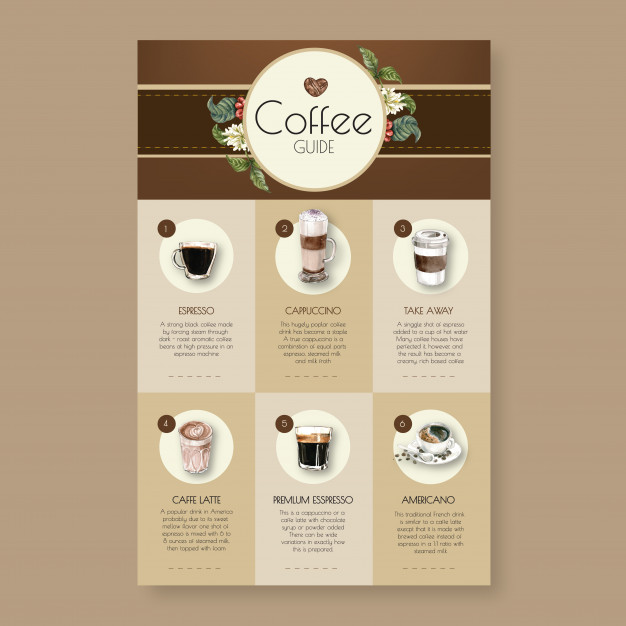 Coffee
GUIDE
1
ESPRESSO
A strong black coffee made
by forcing steam through
dark - roast aromatic coffee
beans at high pressure in an
espresso machine
2
CAPPUCCINO
This hugely poplar coffee
drink has become a staple
A true cappuccino is a
combination of equal parts
espresso, steamed milk
and milk froth
3
TAKE AWAY
A singgle shot of espresso
added to a cup of hot water
Many coffee houses have
perfected it, however, and
the result has become a
creamy rich based coffee
4
CAFFE LATTE
A popular drink in America
probably due to its sweet
mellow flavor one shot of
espresso is mixed with 6 to
8 ounces of steamed milk,
then tapped with loam
5
PREMIUM ESSPRESSO
This is a cappuccino or a
caffe latte with chocolate
syrup or powder added
There can be wide
variations in exactly how
this is prepared.
6
AMERICANO
This traditional French drink
is similar to a caffe latte
except that it is mixed with
brewed coffee instead of
erpresso in a 1:1 ratio with
steamed milk